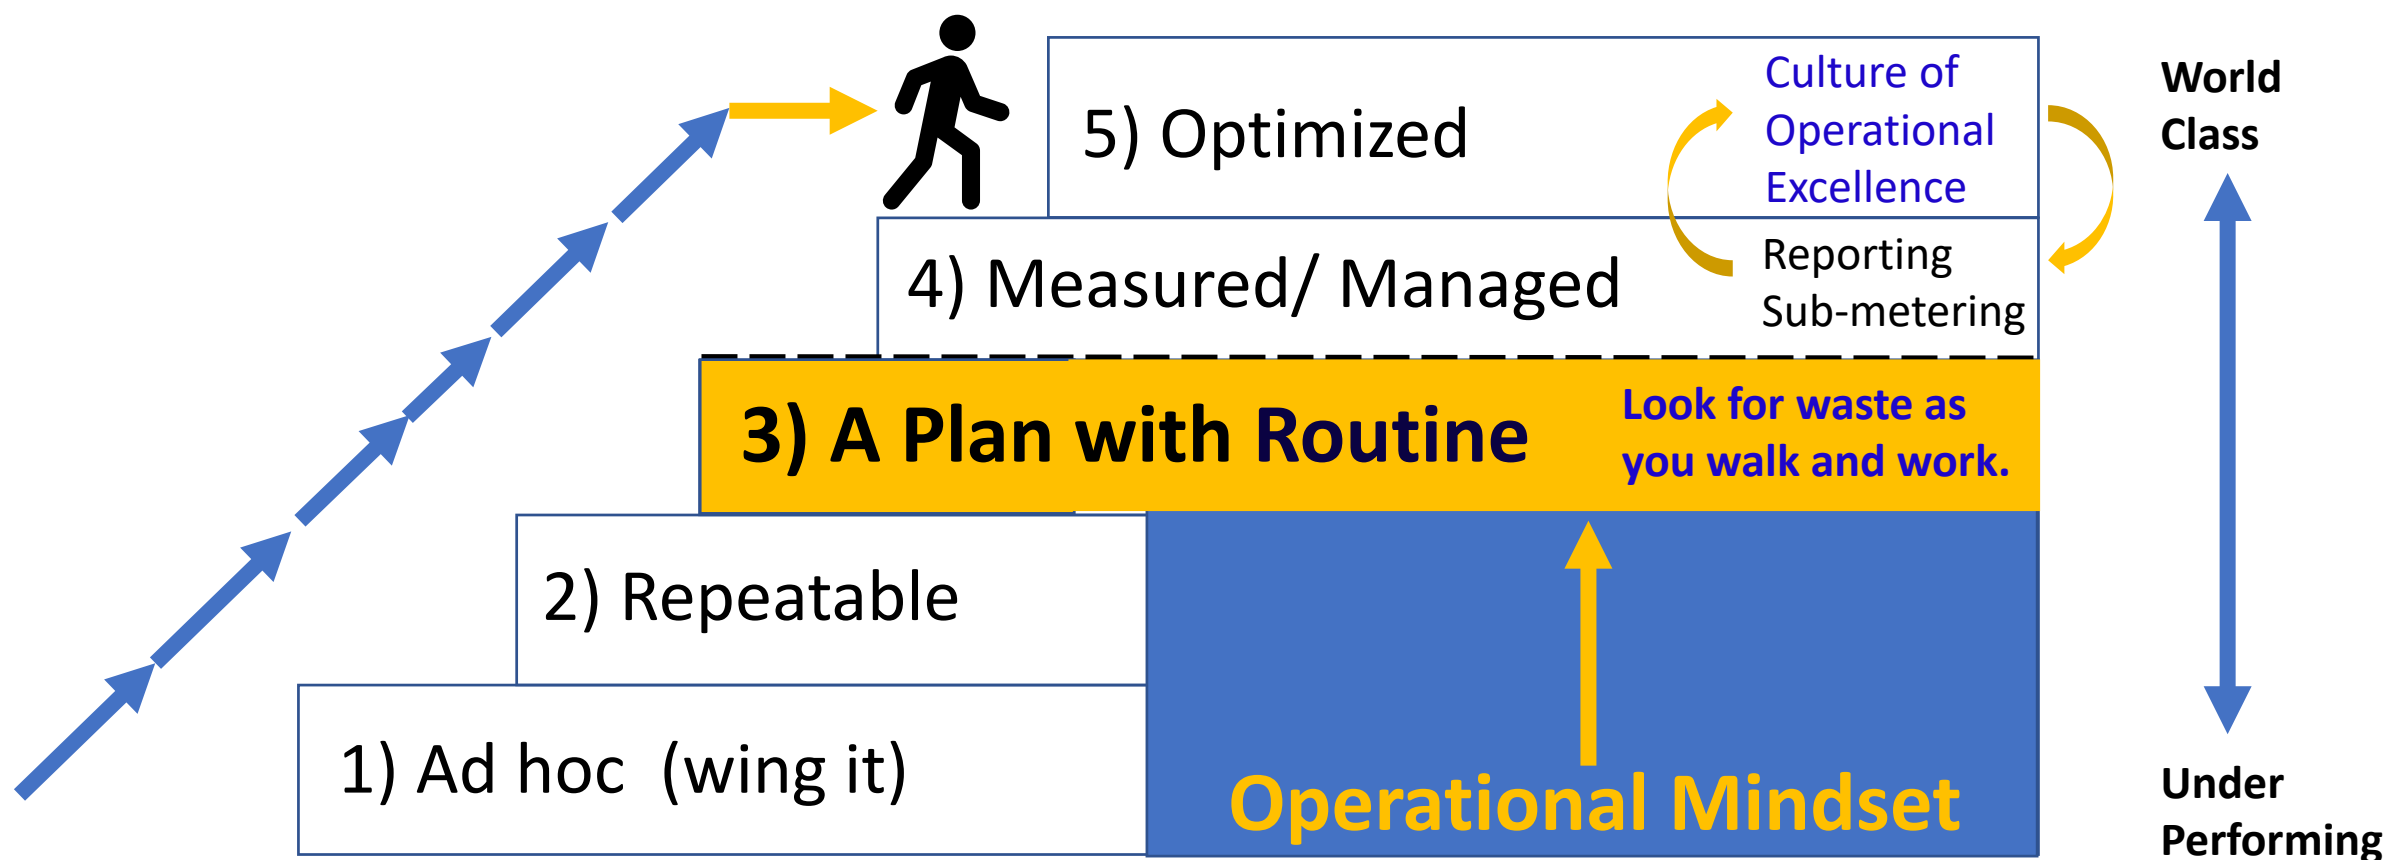 Culture of
Operational
Excellence
5) Optimized
World
Class
4) Measured/ Managed
Reporting
Sub-metering
3) A Plan with Routine
Look for waste as
you walk and work.
2) Repeatable
1) Ad hoc  (wing it)
Operational Mindset
Under
Performing